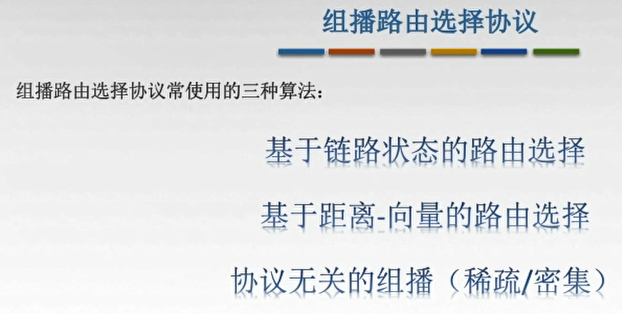 组播路由选择协议
组播路由选择协议常使用的三种算法：
基于链路状态的路由选择
基于距离-向量的路由选择
协议无关的组播（稀疏/密集）